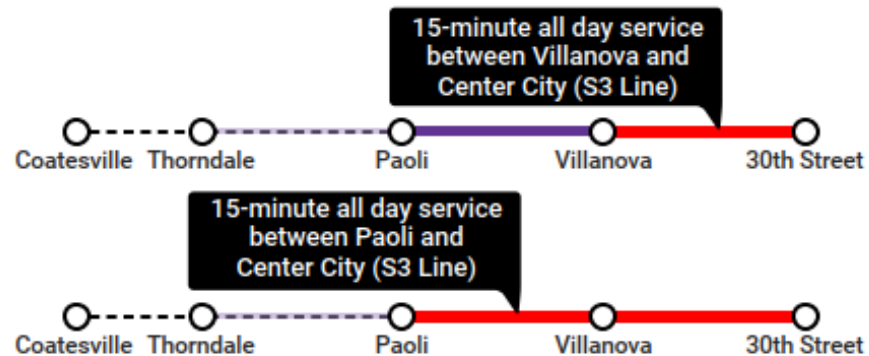 15-minute all day service
between Villanova and
Center City (S3 Line)
Coatesville Thorndale Paoli Villanova 30th Street
15-minute all day service
between Paoli and
Center City (S3 Line)
Coatesville Thorndale Paoli Villanova 30th Street